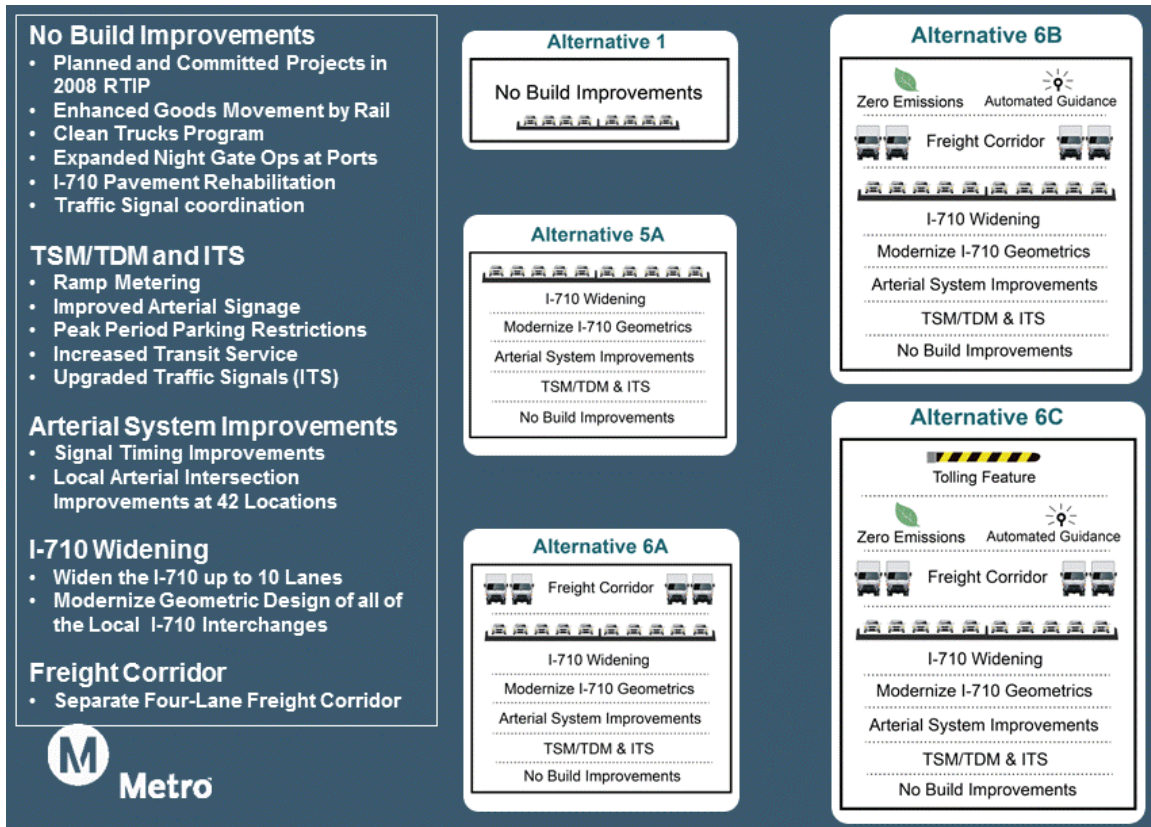 No Build Improvements
• Planned and Committed Projects in
2008 RTIP
• Enhanced Goods Movement by Rail
• Clean Trucks Program
• Expanded Night Gate Ops at Ports
• I-710 Pavement Rehabilitation
• Traffic Signal coordination
TSM/TDM and ITS
• Ramp Metering
• Improved Arterial Signage
• Peak Period Parking Restrictions
• Increased Transit Service
• Upgraded Traffic Signals (ITS)
Arterial System Improvements
• Signal Timing Improvements
• Local Arterial Intersection
Improvements at 42 Locations
I-710 Widening
• Widen the I-710 up to 10 Lanes
• Modernize Geometric Design of all of
the Local I-710 Interchanges
Freight Corridor
• Separate Four-Lane Freight Corridor
M
Metro
Alternative 1
No Build Improvements
Alternative 5A
I-710 Widening
Modernize I-710 Geometrics
Arterial System Improvements
TSM/TDM & ITS
No Build Improvements
Alternative 6A
Freight Corridor
I-710 Widening
Modernize I-710 Geometrics
Arterial System Improvements
TSM/TDM & ITS
No Build Improvements
Alternative 6B
Zero Emissions Automated Guidance
Freight Corridor
I-710 Widening
Modernize I-710 Geometrics
Arterial System Improvements
TSM/TDM & ITS
No Build Improvements
Alternative 6C
Tolling Feature
Zero Emissions Automated Guidance
Freight Corridor
I-710 Widening
Modernize I-710 Geometrics
Arterial System Improvements
TSM/TDM & ITS
No Build Improvements